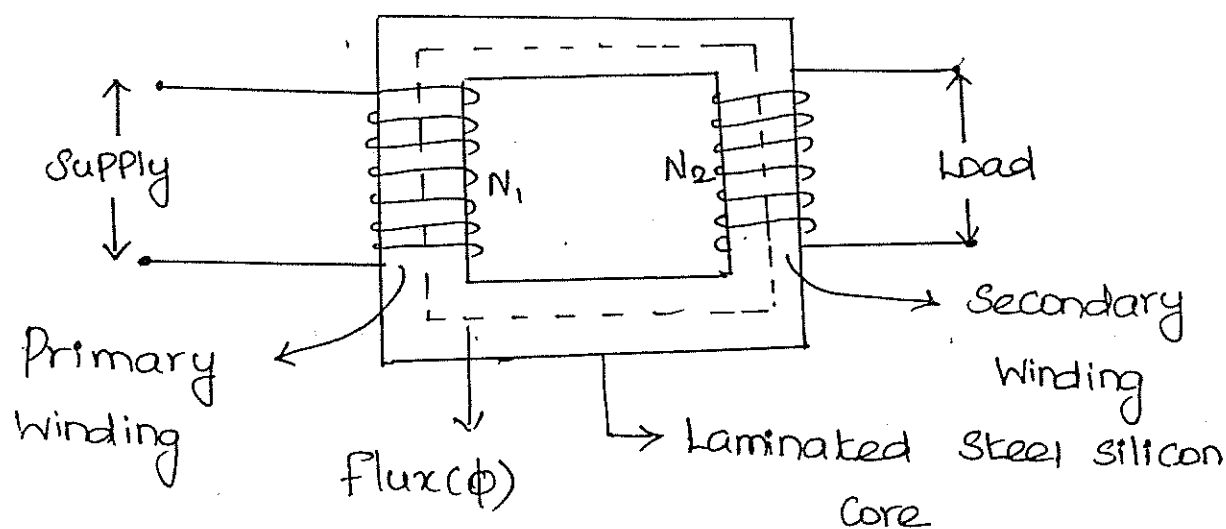 Supply
N1
N2
Load
Primary
Winding
flux(ϕ)
Secondary
Winding
Laminated Steel silicon
Core